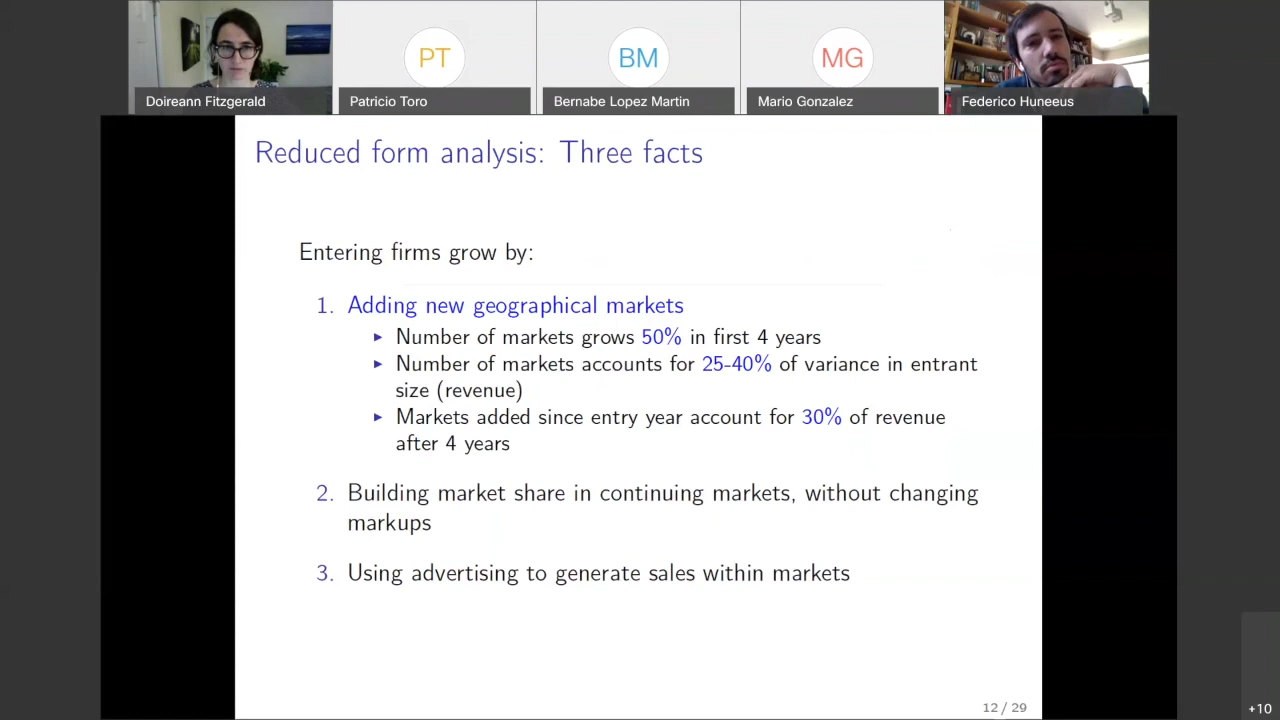 PT
BM
MG
Doireann Fitzgerald
Patricio Toro
Bernabe Lopez Martin
Mario Gonzalez
Federico Huneeus
Reduced form analysis: Three facts
Entering firms grow by:
1. Adding new geographical markets
▶ Number of markets grows 50% in first 4 years
▶ Number of markets accounts for 25-40% of variance in entrant
size (revenue)
▶ Markets added since entry year account for 30% of revenue
after 4 years
2. Building market share in continuing markets, without changing
markups
3. Using advertising to generate sales within markets
12 / 29
+10